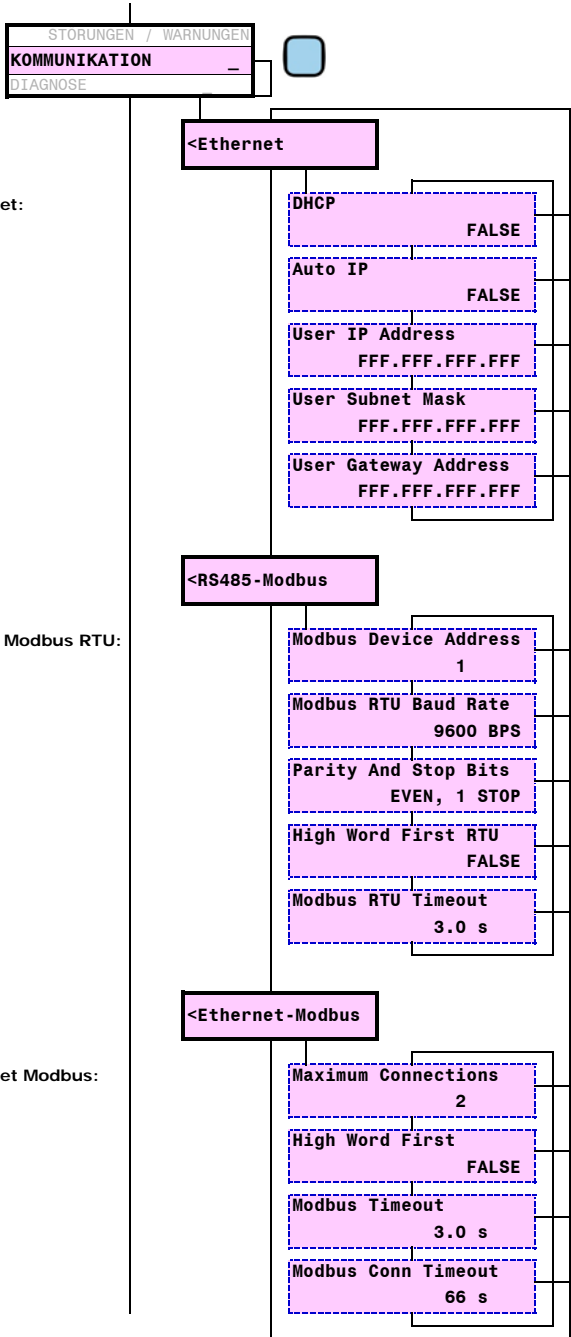 STORUNGEN / WARNUNGEN
KOMMUNIKATION _
DIAGNOSE _
<Ethernet
et:
DHCP
FALSE
Auto IP
FALSE
User IP Address
FFF.FFF.FFF.FFF
User Subnet Mask
FFF.FFF.FFF.FFF
User Gateway Address
FFF.FFF.FFF.FFF
<RS485-Modbus
Modbus RTU:
Modbus Device Address
1
Modbus RTU Baud Rate
9600 BPS
Parity And Stop Bits
EVEN, 1 STOP
High Word First RTU
FALSE
Modbus RTU Timeout
3.0 s
<Ethernet-Modbus
et Modbus:
Maximum Connections
2
High Word First
FALSE
Modbus Timeout
3.0 s
Modbus Conn Timeout
66 s